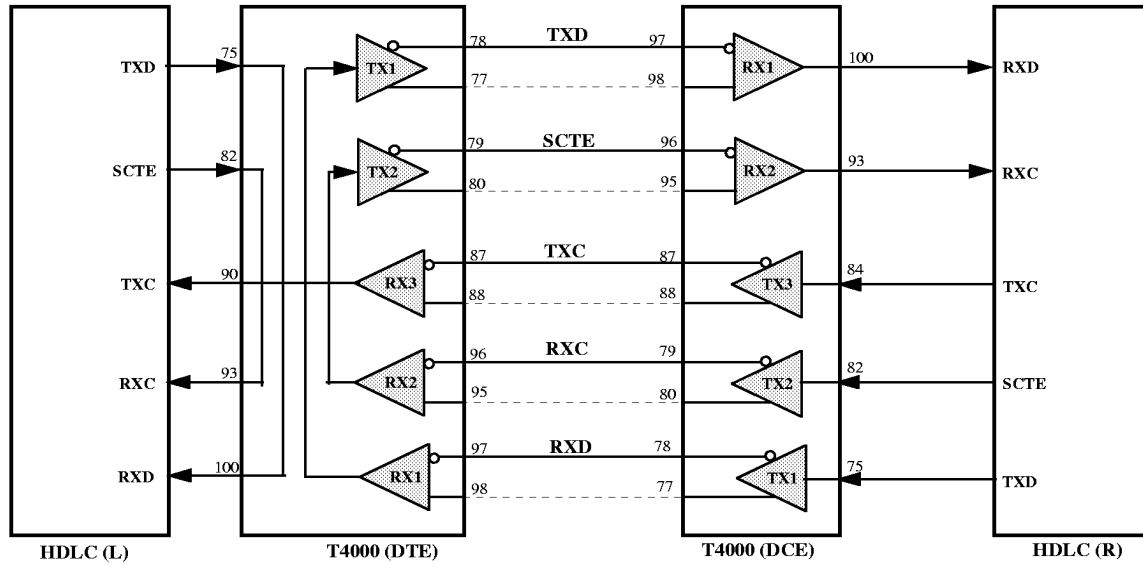 TXD 75 TX1 78 TXD 97 RX1 100 RXD
77 98
SCTE 82 TX2 79 SCTE 96 RX2 93 RXC
80 95
TXC 90 RX3 87 TXC 87 TX3 84 TXC
88 88
RXC 93 RX2 96 RXC 79 TX2 82 SCTE
95 80
RXD 100 RX1 97 RXD 78 TX1 75 TXD
98 77
HDLC (L) T4000 (DTE) T4000 (DCE) HDLC (R)